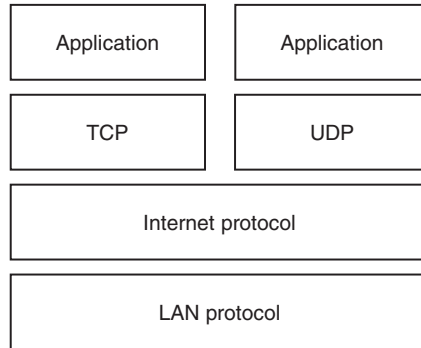 Application Application
TCP UDP
Internet protocol
LAN protocol